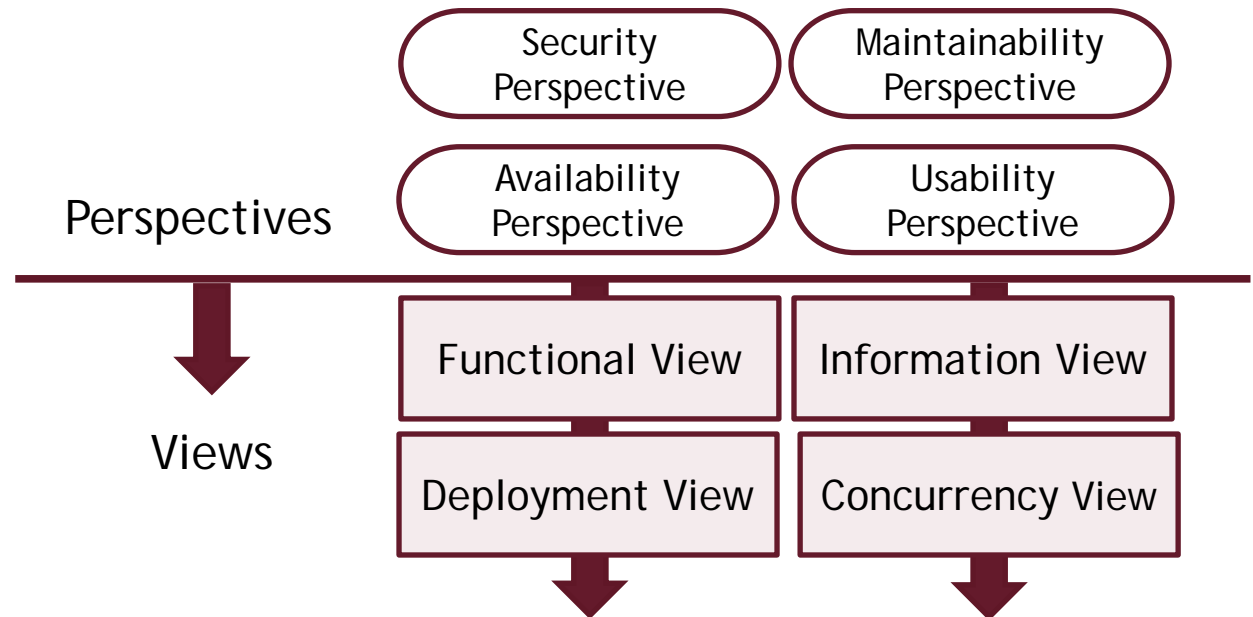 Security
Perspective
Maintainability
Perspective
Availability
Perspective
Usability
Perspective
Perspectives
Functional View
Information View
Views
Deployment View
Concurrency View